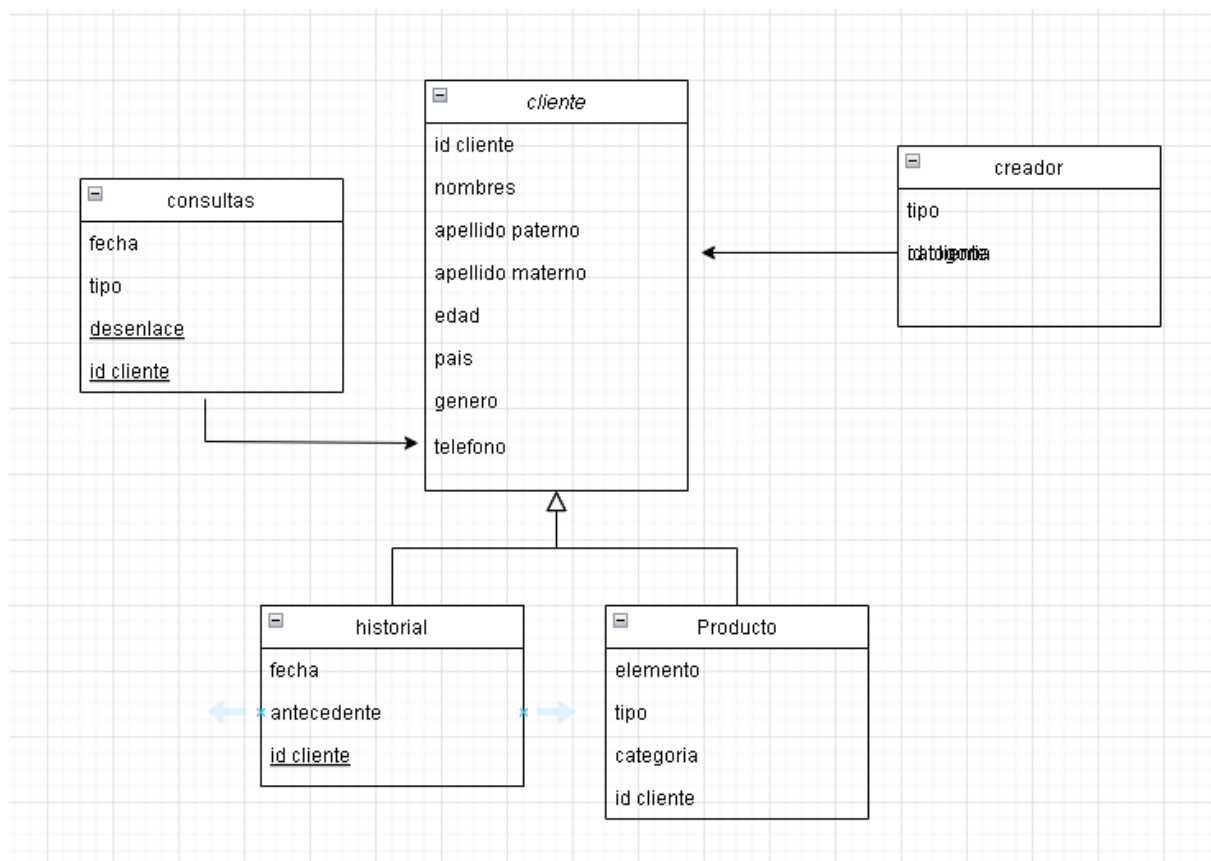 cliente
id cliente
nombres
apellido paterno
apellido materno
edad
pais
genero
telefono
consultas
fecha
tipo
desenlace
id cliente
creador
tipo
historial
fecha
antecedente
id cliente
Producto
elemento
tipo
categoria
id cliente